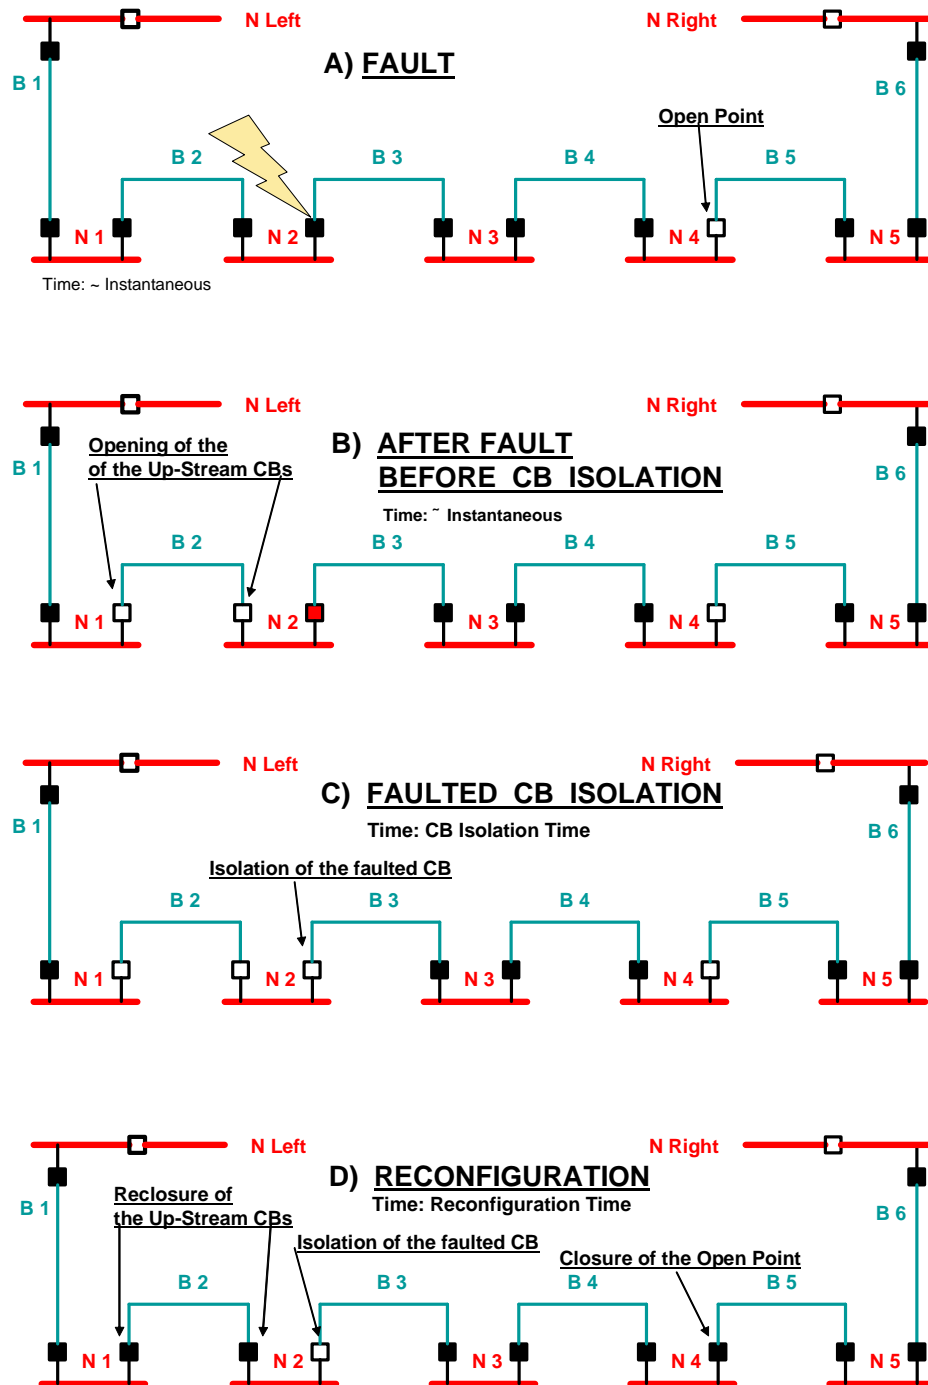 N Left
N Right
A) FAULT
B 1
B 6
Open Point
B 2
B 3
B 4
B 5
N 1
N 2
N 3
N 4
N 5
Time: ~ Instantaneous
N Left
N Right
B) AFTER FAULT
BEFORE CB ISOLATION
Opening of the
of the Up-Stream CBs
B 1
B 6
Time: ~ Instantaneous
B 2
B 3
B 4
B 5
N 1
N 2
N 3
N 4
N 5
N Left
N Right
C) FAULTED CB ISOLATION
Time: CB Isolation Time
B 1
B 6
Isolation of the faulted CB
B 2
B 3
B 4
B 5
N 1
N 2
N 3
N 4
N 5
N Left
N Right
D) RECONFIGURATION
Time: Reconfiguration Time
B 1
Reclosure of
the Up-Stream CBs
B 6
Isolation of the faulted CB
Closure of the Open Point
B 2
B 3
B 4
B 5
N 1
N 2
N 3
N 4
N 5